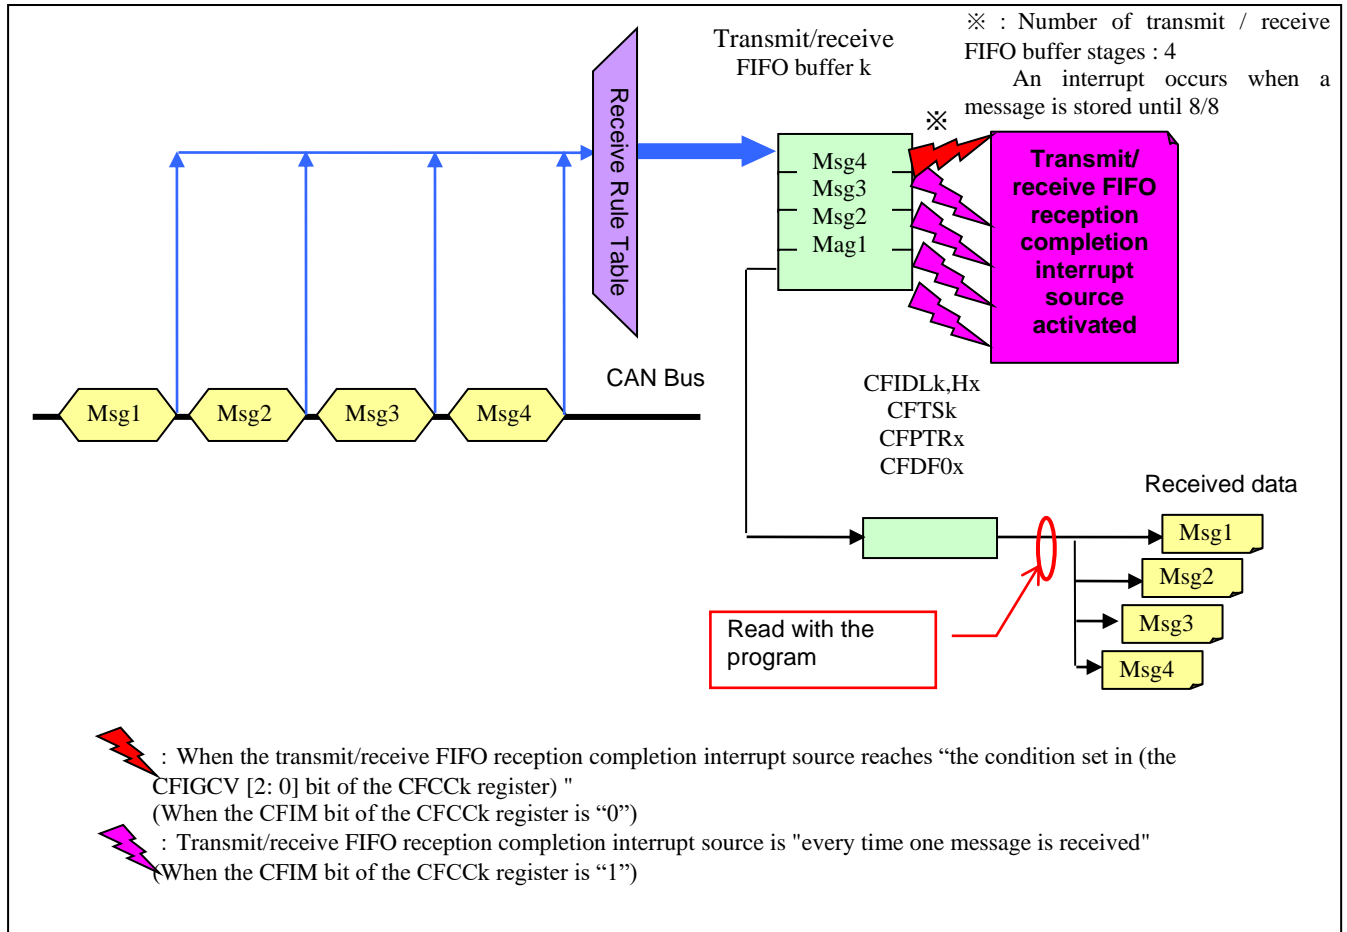 ※ : Number of transmit / receive
FIFO buffer stages : 4
An interrupt occurs when a
message is stored until 8/8
Transmit/receive
FIFO buffer k
※
Receive Rule Table
Msg4
Msg3
Msg2
Mag1
Transmit/
receive FIFO
reception
completion
interrupt
source
activated
CAN Bus
Msg1
Msg2
Msg3
Msg4
CFIDLk,Hx
CFTSk
CFPTRx
CFDF0x
Received data
Msg1
Msg2
Msg3
Msg4
Read with the
program
: When the transmit/receive FIFO reception completion interrupt source reaches “the condition set in (the
CFIGCV [2: 0] bit of the CFCCk register) "
(When the CFIM bit of the CFCCk register is “0”)
: Transmit/receive FIFO reception completion interrupt source is "every time one message is received"
(When the CFIM bit of the CFCCk register is “1”)